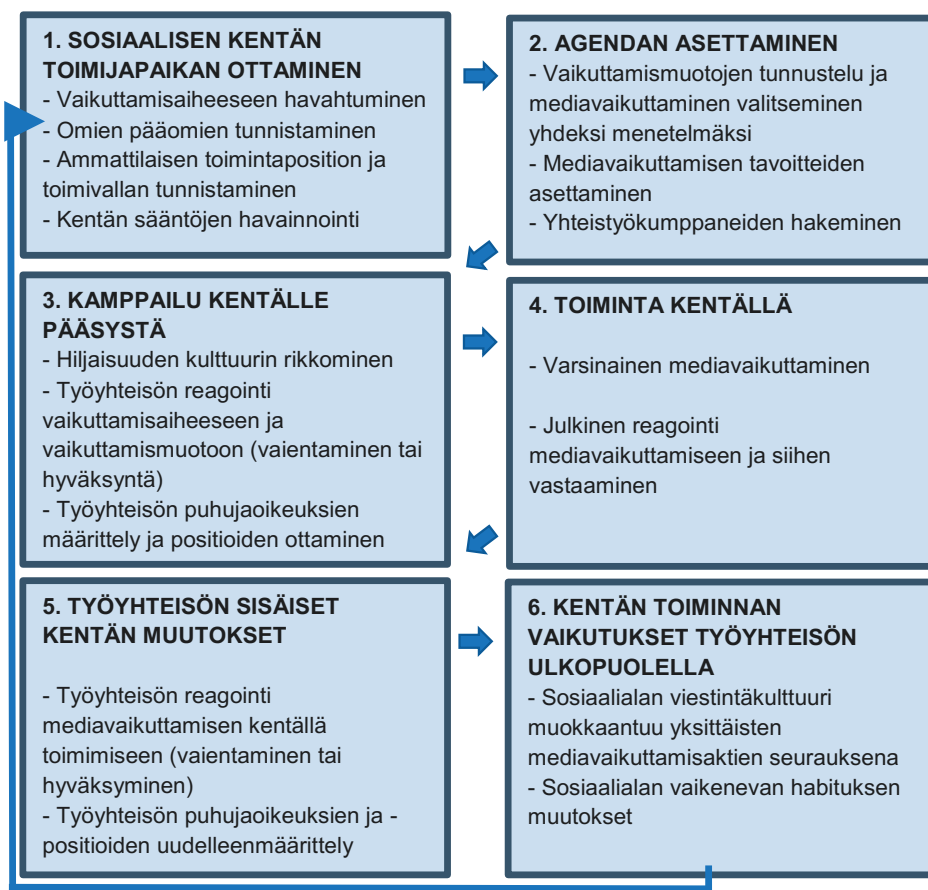 1. SOSIAALISEN KENTÄN
TOIMIJAPAIKAN OTTAMINEN
- Vaikuttamisaiheeseen havahtuminen
- Omien pääomien tunnistaminen
- Ammattilaisen toimintaposition ja
toimivallan tunnistaminen
- Kentän sääntöjen havainnointi
2. AGENDAN ASETTAMINEN
- Vaikuttamismuotojen tunnustelu ja
mediavaikuttaminen valitseminen
yhdeksi menetelmäksi
- Mediavaikuttamisen tavoitteiden
asettaminen
- Yhteistyökumppaneiden hakeminen
3. KAMPPAILU KENTÄLLE
PÄÄSYSTÄ
- Hiljaisuuden kulttuurin rikkominen
- Työyhteisön reagointi
vaikuttamisaiheeseen ja
vaikuttamismuotoon (vaientaminen tai
hyväksyntä)
- Työyhteisön puhujaoikeuksien
määrittely ja positioiden ottaminen
4. TOIMINTA KENTÄLLÄ
- Varsinainen mediavaikuttaminen
- Julkinen reagointi
mediavaikuttamiseen ja siihen
vastaaminen
5. TYÖYHTEISÖN SISÄISET
KENTÄN MUUTOKSET
- Työyhteisön reagointi
mediavaikuttamisen kentällä
toimimiseen (vaientaminen tai
hyväksyminen)
- Työyhteisön puhujaoikeuksien ja -
positioiden uudelleenmäärittely
6. KENTÄN TOIMINNAN
VAIKUTUKSET TYÖYHTEISÖN
ULKOPUOLELLA
- Sosiaalialan viestintäkulttuuri
muokkaantuu yksittäisten
mediavaikuttamisaktien seurauksena
- Sosiaalialan vaikenevan habituksen
muutokset